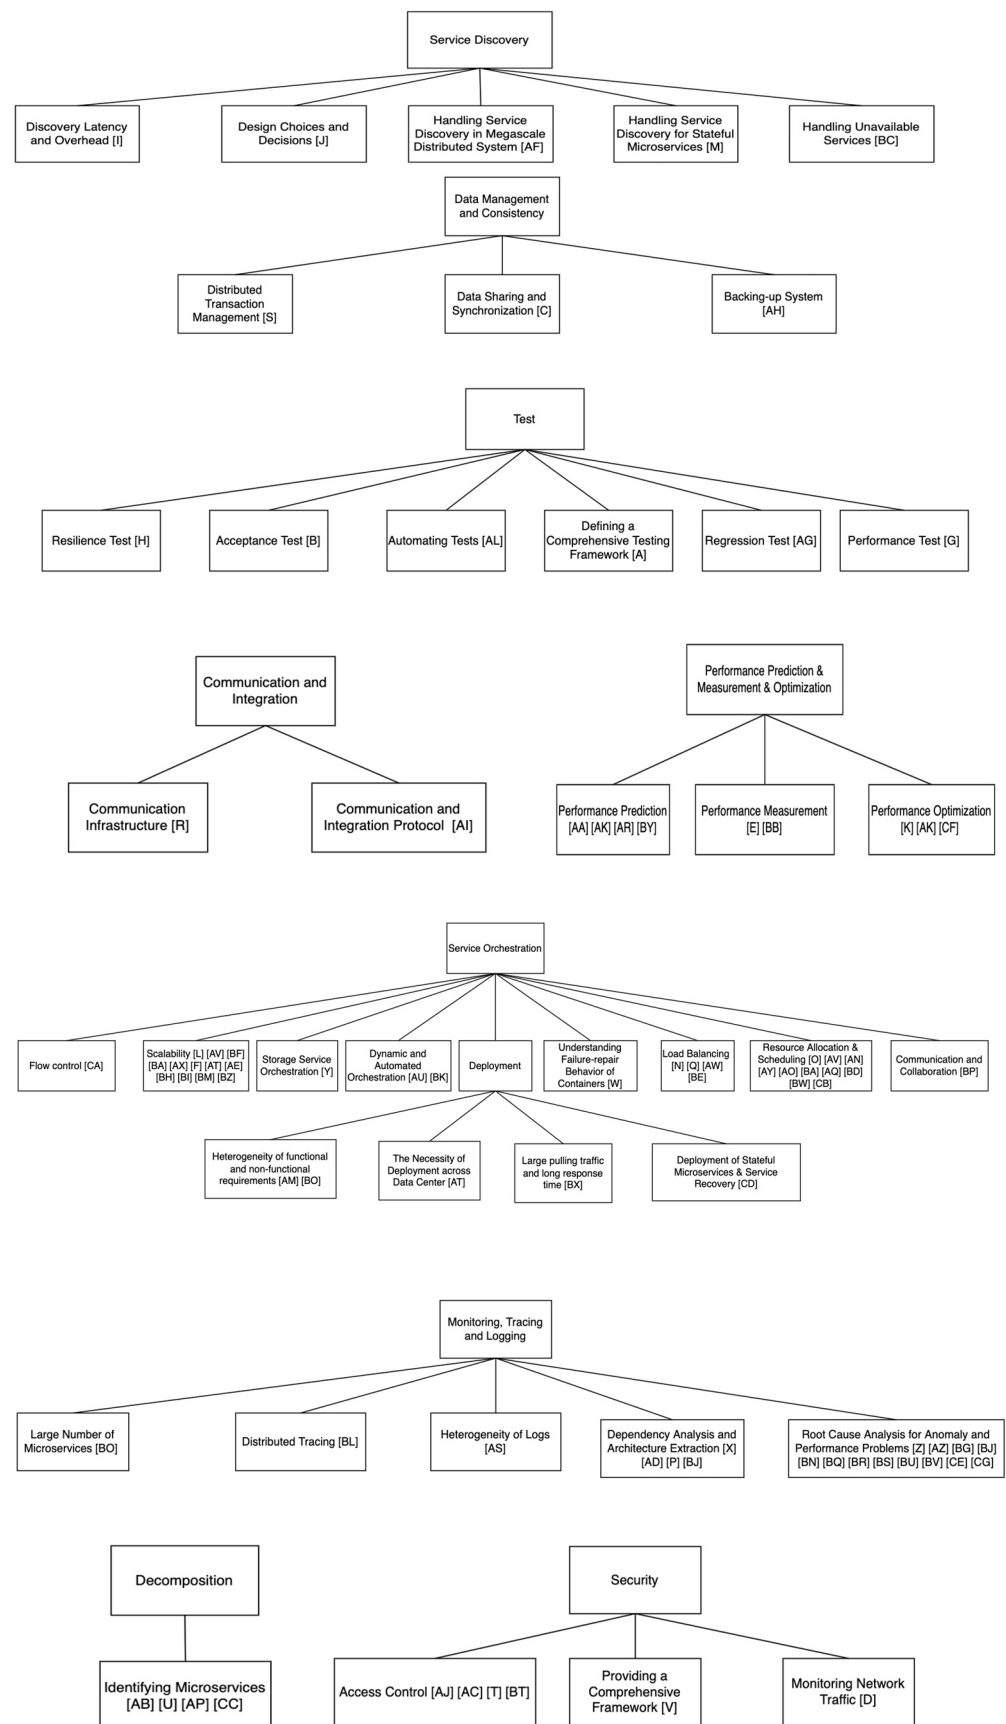 Service Discovery
Discovery Latency
and Overhead [I]
Design Choices and
Decisions [J]
Handling Service
Discovery in Megascale
Distributed System [AF]
Handling Service
Discovery for Stateful
Microservices [M]
Handling Unavailable
Services [BC]
Data Management
and Consistency
Distributed
Transaction
Management [S]
Data Sharing and
Synchronization [C]
Backing-up System
[AH]
Test
Resilience Test [H]
Acceptance Test [B]
Automating Tests [AL]
Defining a
Comprehensive Testing
Framework [A]
Regression Test [AG]
Performance Test [G]
Communication and
Integration
Communication
Infrastructure [R]
Communication and
Integration Protocol [AI]
Performance Prediction &
Measurement & Optimization
Performance Prediction
[AA] [AK] [AR] [BY]
Performance Measurement
[E] [BB]
Performance Optimization
[K] [AK] [CF]
Service Orchestration
Flow control [CA]
Scalability [L] [AV] [BF]
[BA] [AX] [F] [AT] [AE]
[BH] [BI] [BM] [BZ]
Storage Service
Orchestration [Y]
Dynamic and
Automated
Orchestration [AU] [BK]
Deployment
Understanding
Failure-repair
Behavior of
Containers [W]
Load Balancing
[N] [Q] [AW]
[BE]
Resource Allocation &
Scheduling [O] [AV] [AN]
[AY] [AO] [BA] [AQ] [BD]
[BW] [CB]
Communication and
Collaboration [BP]
Heterogeneity of functional
and non-functional
requirements [AM] [BO]
The Necessity of
Deployment across
Data Center [AT]
Large pulling traffic
and long response
time [BX]
Deployment of Stateful
Microservices & Service
Recovery [CD]
Monitoring, Tracing
and Logging
Large Number of
Microservices [BO]
Distributed Tracing [BL]
Heterogeneity of Logs
[AS]
Dependency Analysis and
Architecture Extraction [X]
[AD] [P] [BJ]
Root Cause Analysis for Anomaly and
Performance Problems [Z] [AZ] [BG] [BJ]
[BN] [BQ] [BR] [BS] [BU] [BV] [CE] [CG]
Decomposition
Identifying Microservices
[AB] [U] [AP] [CC]
Security
Access Control [AJ] [AC] [T] [BT]
Providing a
Comprehensive
Framework [V]
Monitoring Network
Traffic [D]